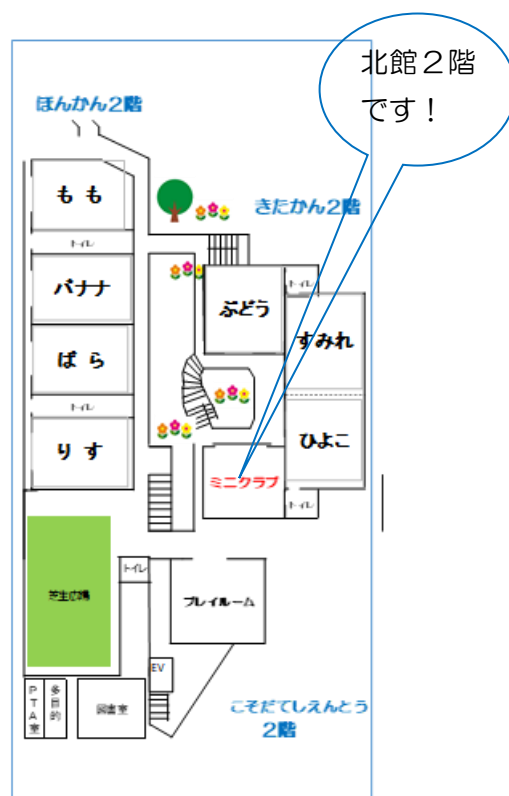 北館２階
です！
ほんかん２階
もも
きたかん２階
トイレ
バナナ
トイレ
ぶどう
すみれ
ばら
トイレ
ひよこ
りす
ミニクラブ
トイレ
トイレ
芝生広場
プレイルーム
EV
PTA室
多目的
図書室
こそだてしえんとう
２階